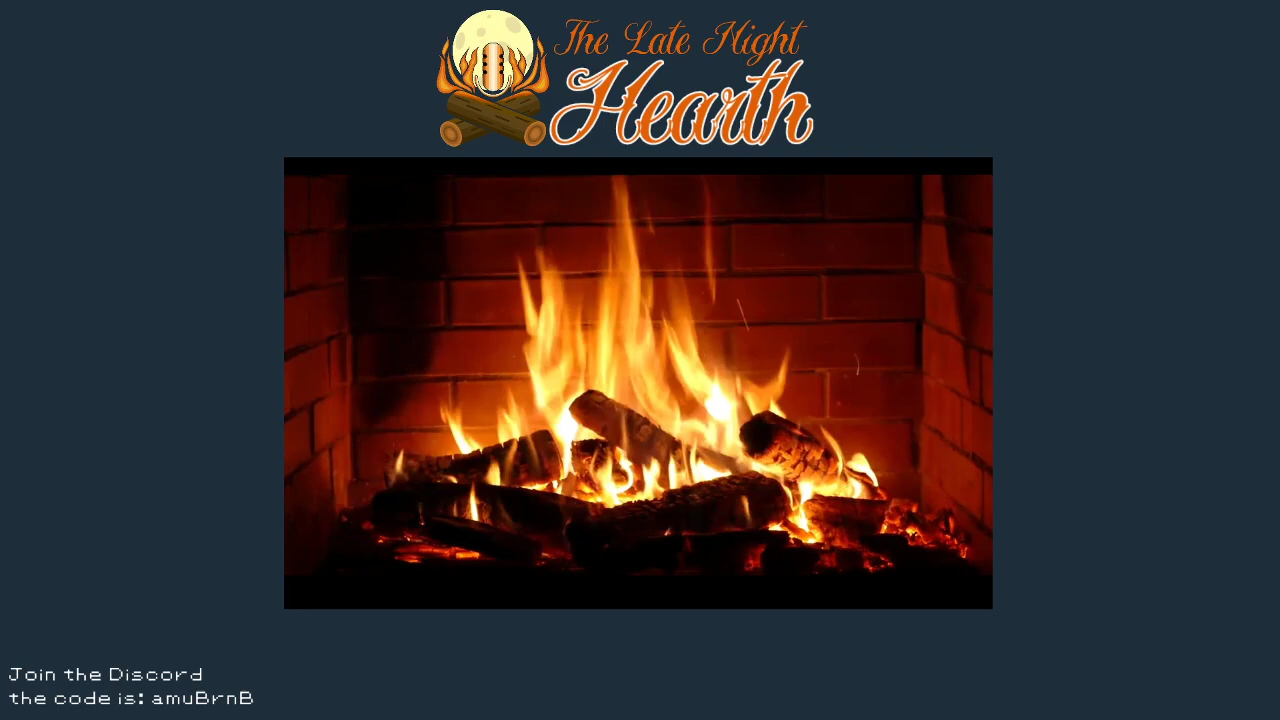 The Late Night
Hearth
Join the Discord
the code is: amuBrnB